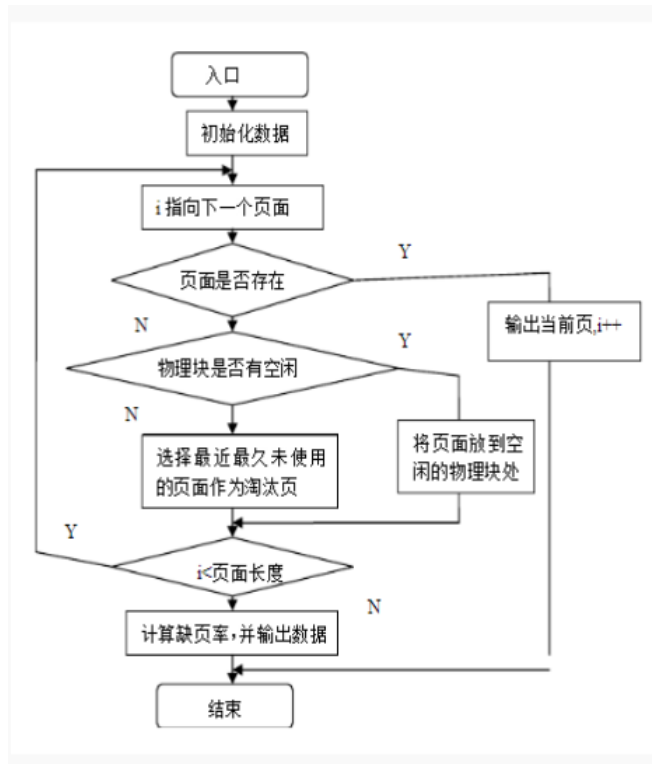 入口
初始化数据
i 指向下一个页面
Y
页面是否存在
输出当前页,i++
N
Y
物理块是否有空闲
N
选择最近最久未使用
的页面作为淘汰页
将页面放到空
闲的物理块处
Y
i<页面长度
N
计算缺页率,并输出数据
结束